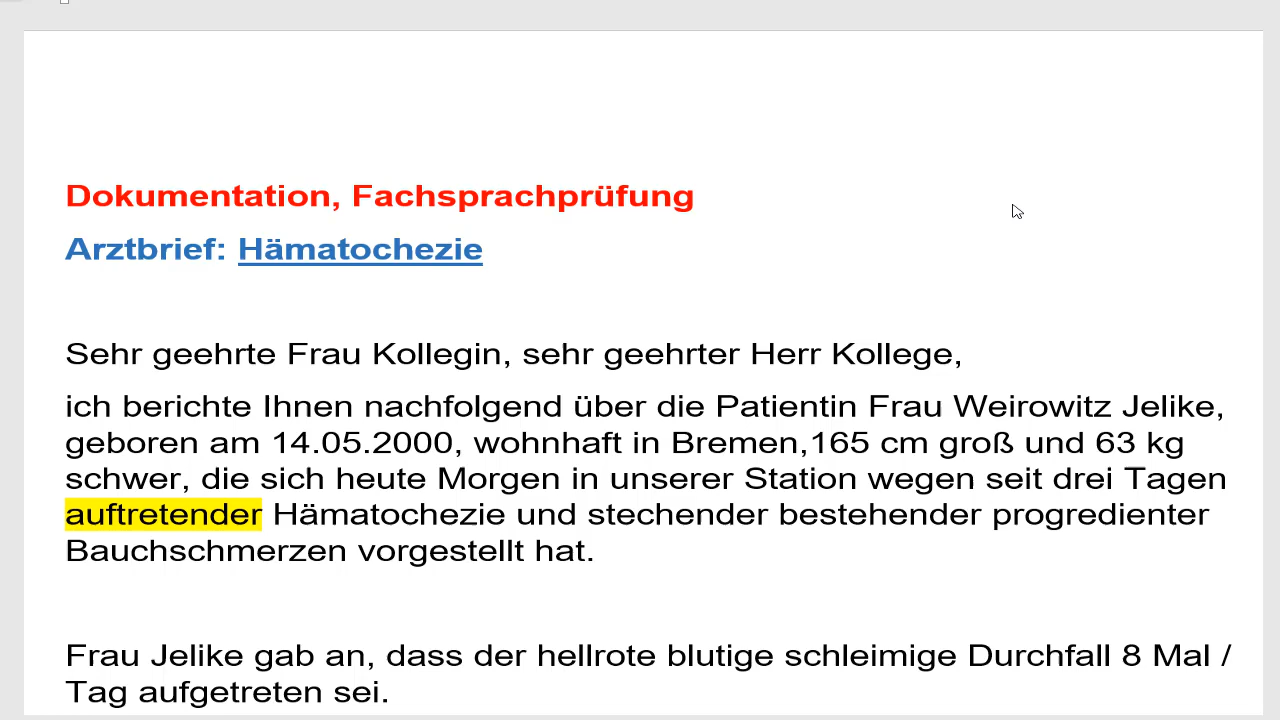 Dokumentation, Fachsprachprüfung
Arztbrief: Hämatochezie
Sehr geehrte Frau Kollegin, sehr geehrter Herr Kollege,
ich berichte Ihnen nachfolgend über die Patientin Frau Weirowitz Jelike,
geboren am 14.05.2000, wohnhaft in Bremen,165 cm groß und 63 kg
schwer, die sich heute Morgen in unserer Station wegen seit drei Tagen
auftretender Hämatochezie und stechender bestehender progredienter
Bauchschmerzen vorgestellt hat.
Frau Jelike gab an, dass der hellrote blutige schleimige Durchfall 8 Mal /
Tag aufgetreten sei.